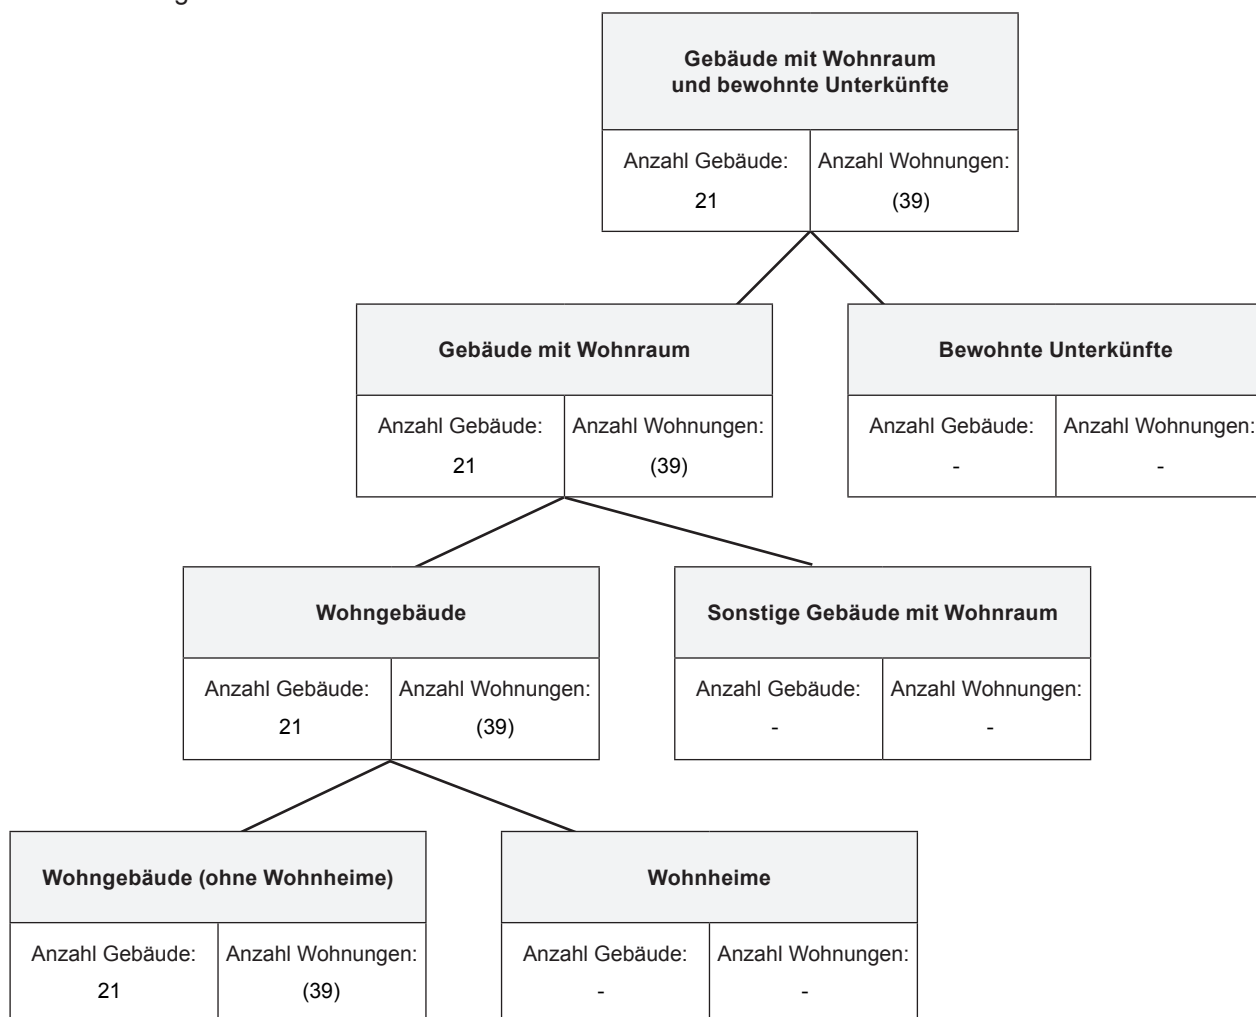 Gebäude mit Wohnraum
und bewohnte Unterkünfte
Anzahl Gebäude: Anzahl Wohnungen:
21 (39)
Gebäude mit Wohnraum
Bewohnte Unterkünfte
Anzahl Gebäude: Anzahl Wohnungen:
21 (39)
Anzahl Gebäude: Anzahl Wohnungen:
- -
Wohngebäude
Sonstige Gebäude mit Wohnraum
Anzahl Gebäude: Anzahl Wohnungen:
21 (39)
Anzahl Gebäude: Anzahl Wohnungen:
- -
Wohngebäude (ohne Wohnheime)
Wohnheime
Anzahl Gebäude: Anzahl Wohnungen:
21 (39)
Anzahl Gebäude: Anzahl Wohnungen:
- -